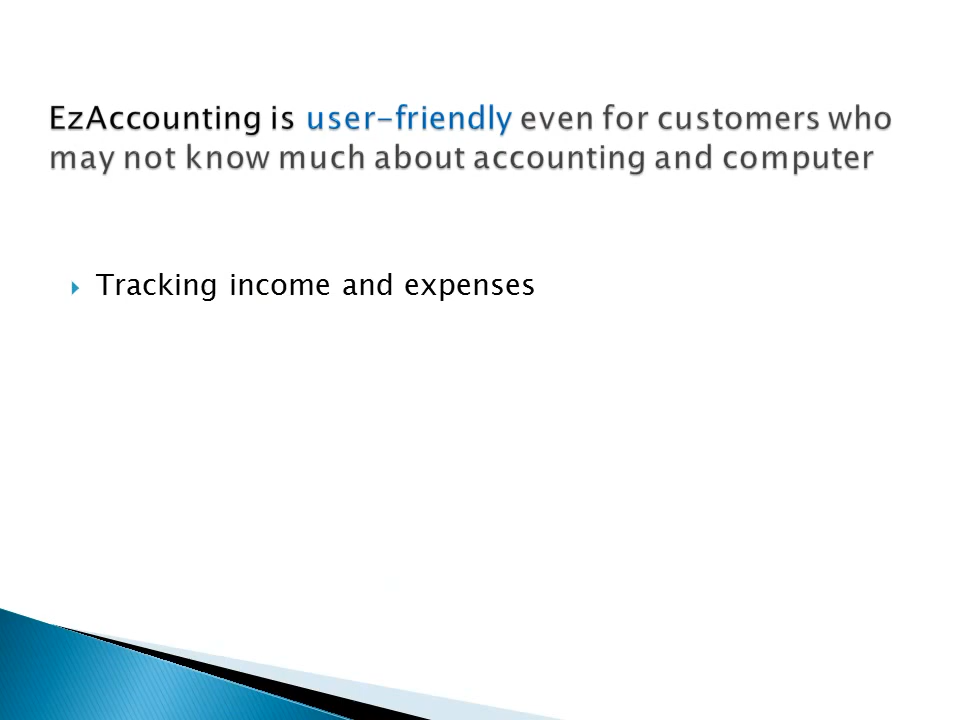 EzAccounting is user-friendly even for customers who
may not know much about accounting and computer
Tracking income and expenses